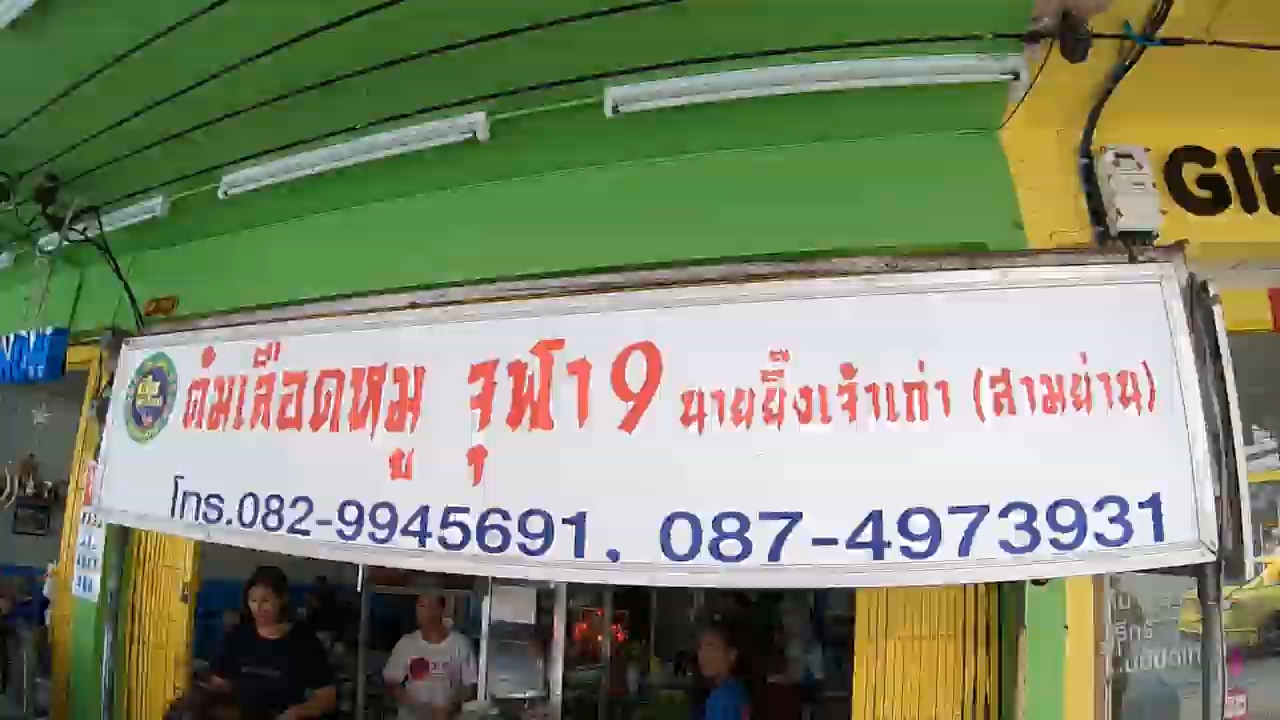 GIF
NOW
ต้มเลือดหมู จุฬา 9 นายยิ๊งเจ้าเก่า (สามย่าน)
โทร.082-9945691, 087-4973931